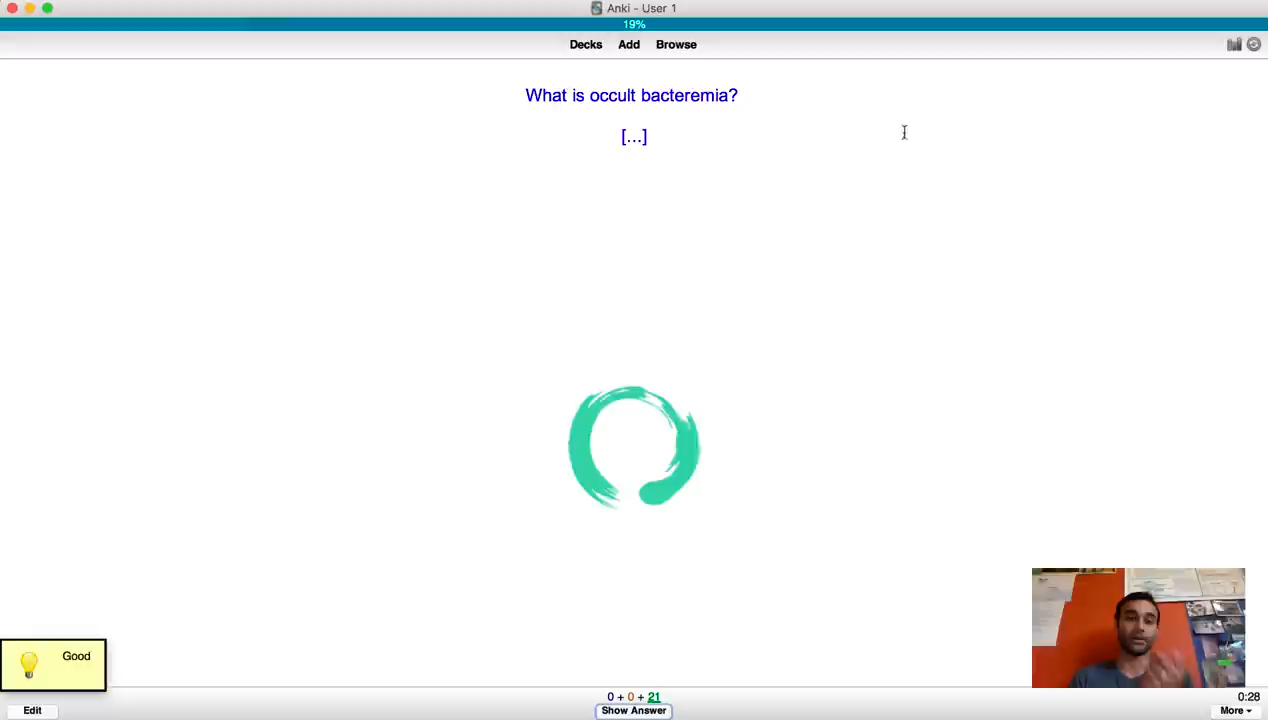 Anki - User 1
19%
Decks Add Browse
What is occult bacteremia?
[...]
Good
0 + 0 + 21
0:28
Edit
Show Answer
More